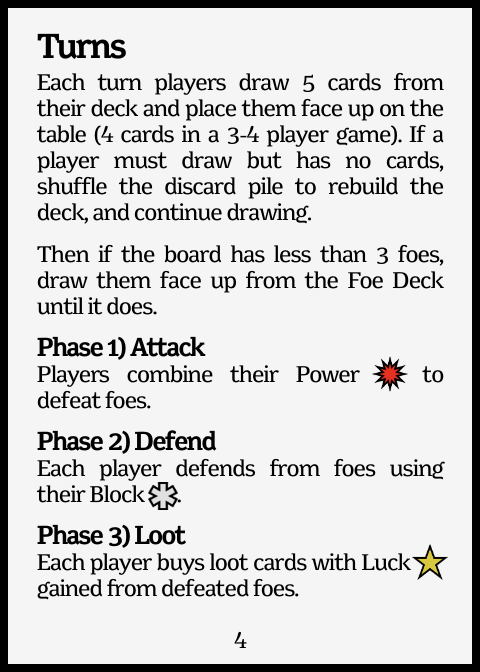 Turns
Each turn players draw 5 cards from
their deck and place them face up on the
table (4 cards in a 3-4 player game). If a
player must draw but has no cards,
shuffle the discard pile to rebuild the
deck, and continue drawing.
Then if the board has less than 3 foes,
draw them face up from the Foe Deck
until it does.
Phase 1) Attack
Players combine their Power to
defeat foes.
Phase 2) Defend
Each player defends from foes using
their Block .
Phase 3) Loot
Each player buys loot cards with Luck
gained from defeated foes.
4